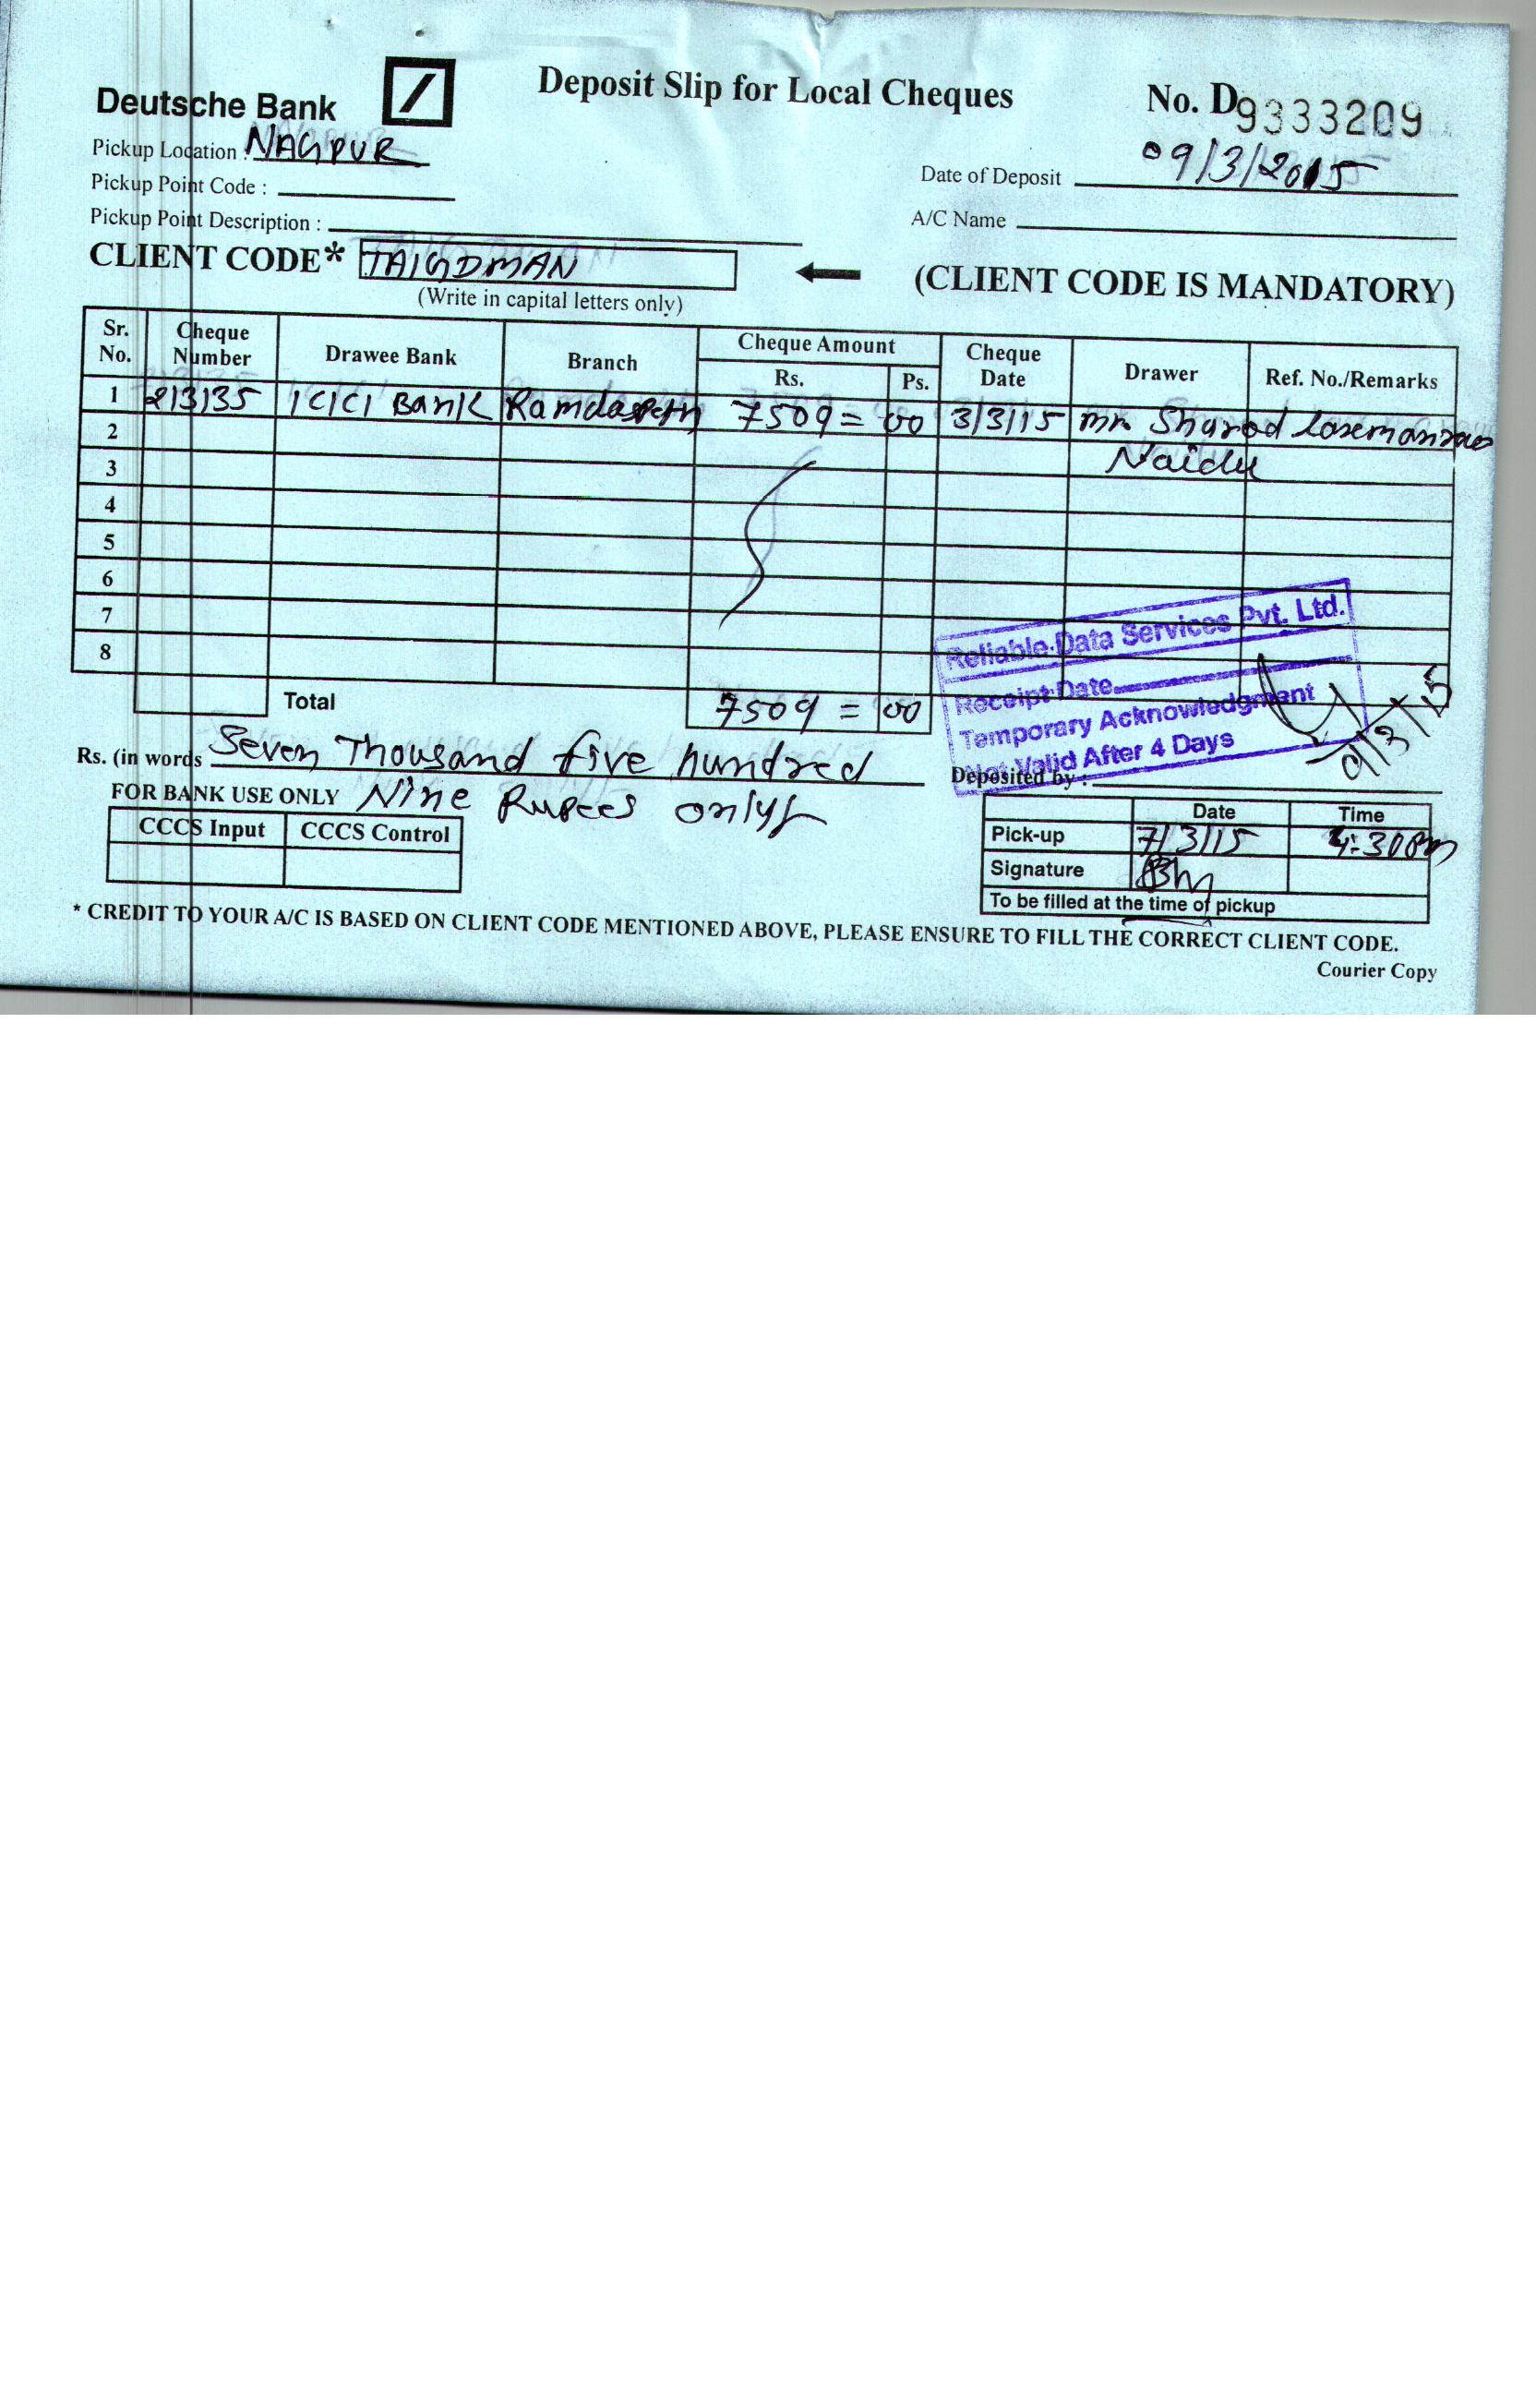 Deutsche Bank
Deposit Slip for Local Cheques
No. D9333209
Pickup Location : NAGPUR
Date of Deposit 09/3/2015
Pickup Point Code :
Pickup Point Description :
A/C Name
CLIENT CODE* TAIGDMAN
(CLIENT CODE IS MANDATORY)
(Write in capital letters only)
Sr. No. Cheque Number Drawee Bank Branch Cheque Amount Rs. Ps. Cheque Date Drawer Ref. No./Remarks
1 213135 ICICI Bank Ramdaspeth 7509 = 00 3/3/15 Mr. Sharad
2 Naidu
3
4
5
6
7
8
Total 7509 = 00
Reliable Data Services Pvt. Ltd.
Receipt Date
Temporary Acknowledgment
Not Valid After 4 Days
9/3/15
Rs. (in words Seven Thousand five hundred
Deposited by :
FOR BANK USE ONLY Nine Rupees only
CCCS Input CCCS Control
Date Time
Pick-up 7/3/15 4:30pm
Signature
To be filled at the time of pickup
* CREDIT TO YOUR A/C IS BASED ON CLIENT CODE MENTIONED ABOVE, PLEASE ENSURE TO FILL THE CORRECT CLIENT CODE.
Courier Copy